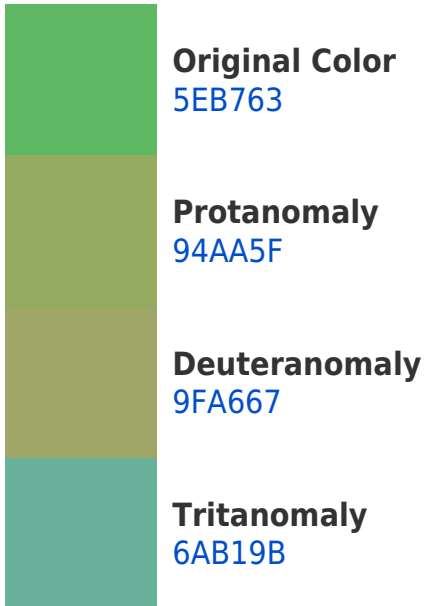 Original Color
5EB763
Protanomaly
94AA5F
Deuteranomaly
9FA667
Tritanomaly
6AB19B